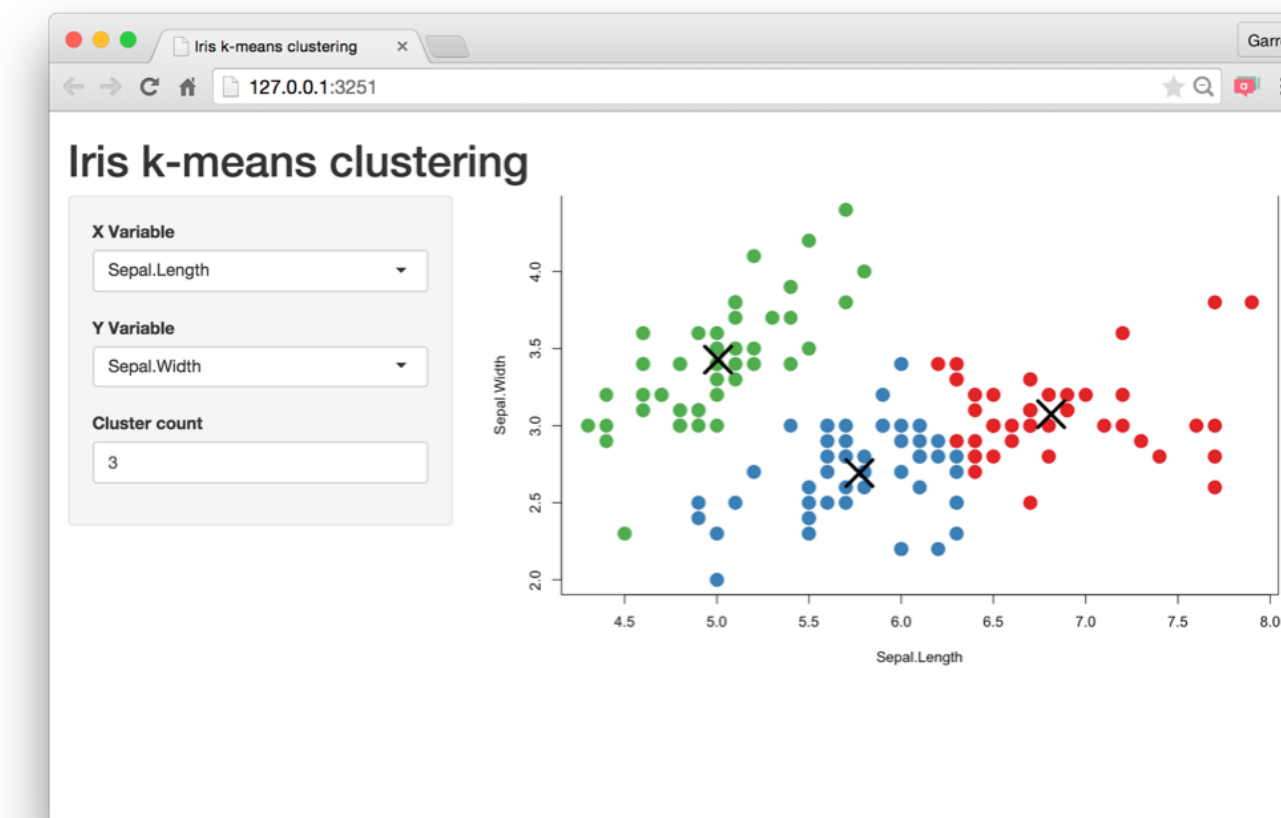 Iris k-means clustering
Garr
127.0.0.1:3251
Iris k-means clustering
X Variable
Sepal.Length
Y Variable
Sepal.Width
Cluster count
3
Sepal.Width
4.0
3.5
3.0
2.5
2.0
4.5 5.0 5.5 6.0 6.5 7.0 7.5 8.0
Sepal.Length